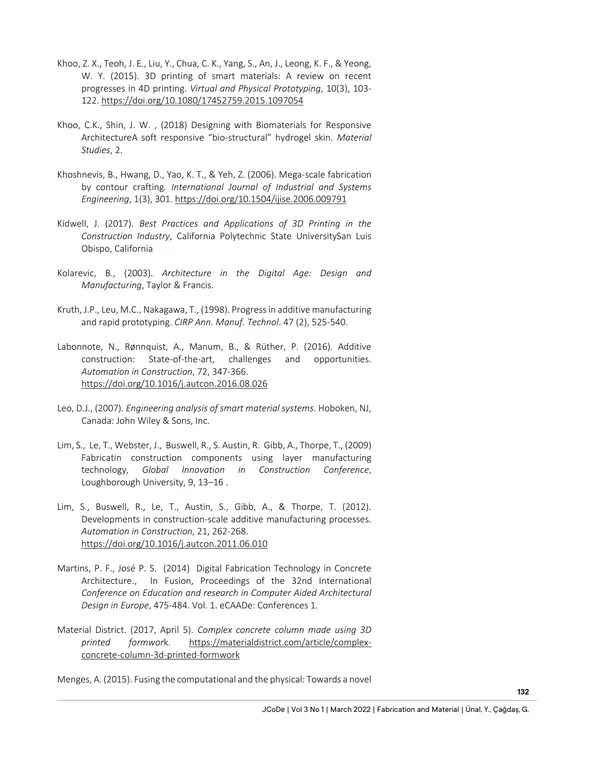 Khoo, Z. X., Teoh, J. E., Liu, Y., Chua, C. K., Yang, S., An, J., Leong, K. F., & Yeong,
W. Y. (2015). 3D printing of smart materials: A review on recent
progresses in 4D printing. Virtual and Physical Prototyping, 10(3), 103-
122. https://doi.org/10.1080/17452759.2015.1097054
Khoo, C.K., Shin, J. W. , (2018) Designing with Biomaterials for Responsive
ArchitectureA soft responsive “bio-structural” hydrogel skin. Material
Studies, 2.
Khoshnevis, B., Hwang, D., Yao, K. T., & Yeh, Z. (2006). Mega-scale fabrication
by contour crafting. International Journal of Industrial and Systems
Engineering, 1(3), 301. https://doi.org/10.1504/ijise.2006.009791
Kidwell, J. (2017). Best Practices and Applications of 3D Printing in the
Construction Industry, California Polytechnic State UniversitySan Luis
Obispo, California
Kolarevic, B., (2003). Architecture in the Digital Age: Design and
Manufacturing, Taylor & Francis.
Kruth, J.P., Leu, M.C., Nakagawa, T., (1998). Progress in additive manufacturing
and rapid prototyping. CIRP Ann. Manuf. Technol. 47 (2), 525-540.
Labonnote, N., Rønnquist, A., Manum, B., & Rüther, P. (2016). Additive
construction: State-of-the-art, challenges and opportunities.
Automation in Construction, 72, 347-366.
https://doi.org/10.1016/j.autcon.2016.08.026
Leo, D.J., (2007). Engineering analysis of smart material systems. Hoboken, NJ,
Canada: John Wiley & Sons, Inc.
Lim, S., Le, T., Webster, J., Buswell, R., S. Austin, R. Gibb, A., Thorpe, T., (2009)
Fabricatin construction components using layer manufacturing
technology, Global Innovation in Construction Conference,
Loughborough University, 9, 13–16 .
Lim, S., Buswell, R., Le, T., Austin, S., Gibb, A., & Thorpe, T. (2012).
Developments in construction-scale additive manufacturing processes.
Automation in Construction, 21, 262-268.
https://doi.org/10.1016/j.autcon.2011.06.010
Martins, P. F., José P. S. (2014) Digital Fabrication Technology in Concrete
Architecture., In Fusion, Proceedings of the 32nd International
Conference on Education and research in Computer Aided Architectural
Design in Europe, 475-484. Vol. 1. eCAADe: Conferences 1.
Material District. (2017, April 5). Complex concrete column made using 3D
printed formwork. https://materialdistrict.com/article/complex-
concrete-column-3d-printed-formwork
Menges, A. (2015). Fusing the computational and the physical: Towards a novel
132
JCoDe | Vol 3 No 1 | March 2022 | Fabrication and Material | Ünal, Y., Çağdaş, G.